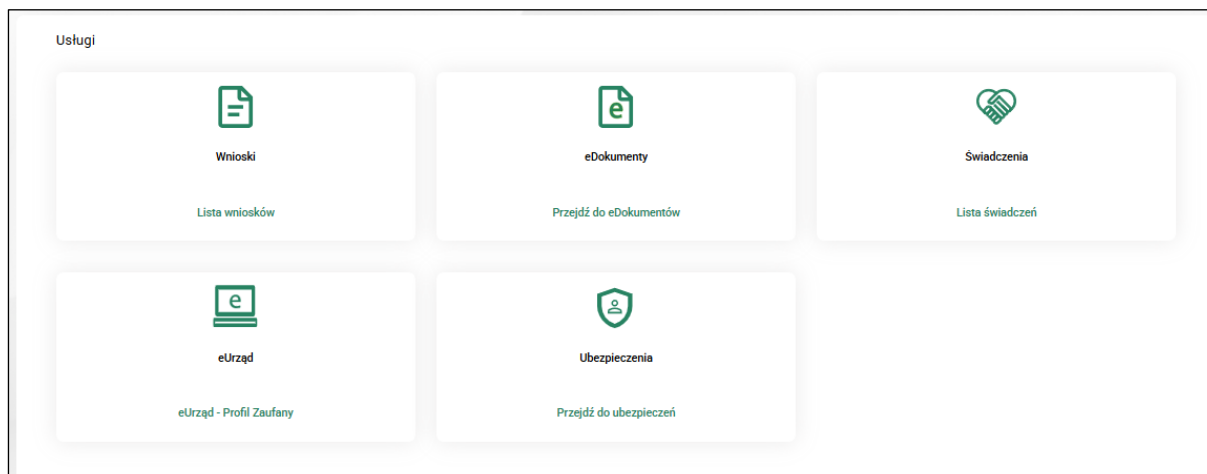 Usługi
Wnioski
eDokumenty
Świadczenia
Lista wniosków
Przejdź do eDokumentów
Lista świadczeń
eUrząd
Ubezpieczenia
eUrząd - Profil Zaufany
Przejdź do ubezpieczeń